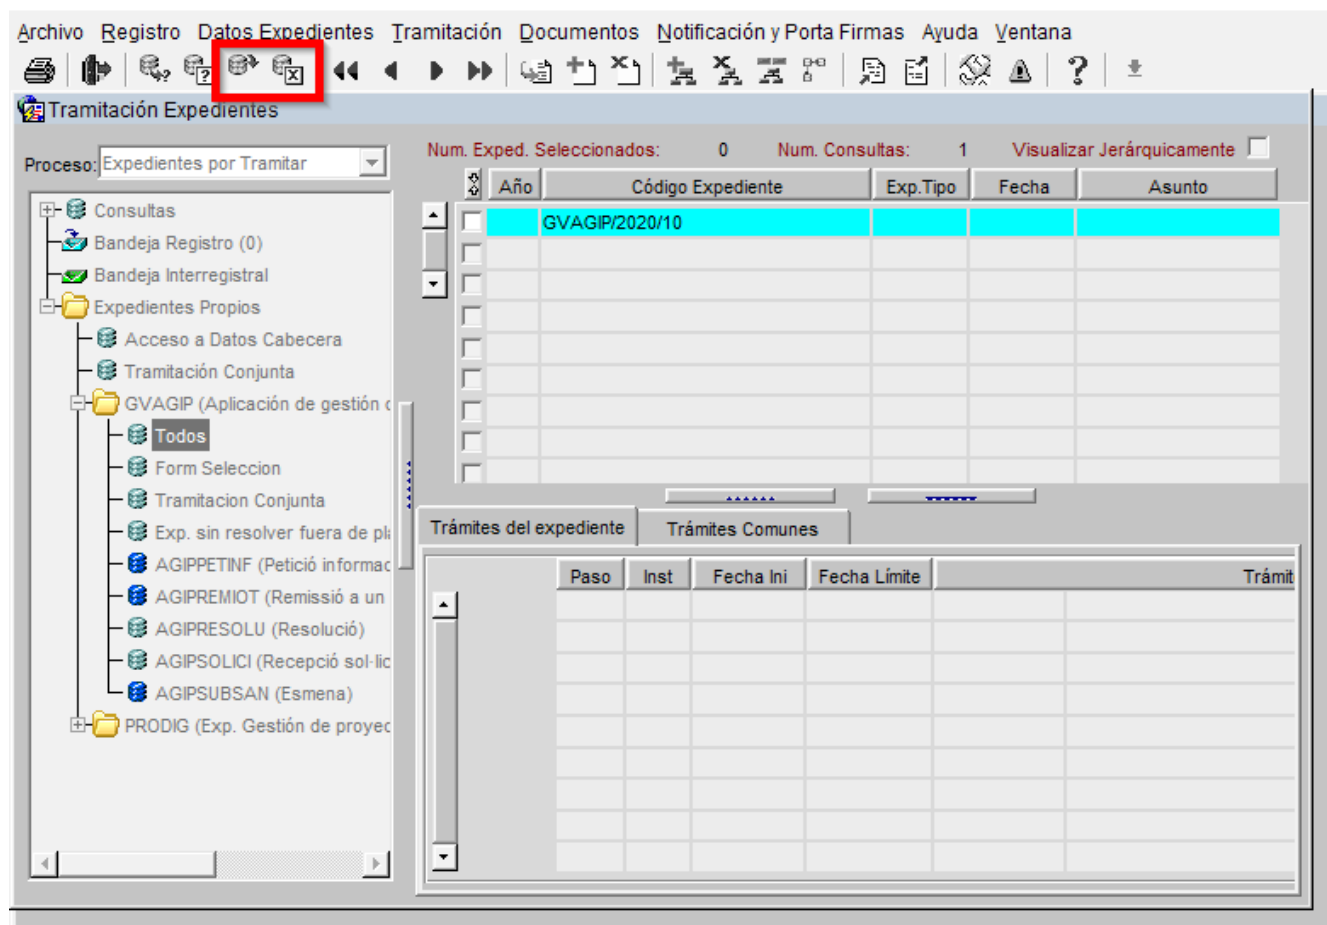 Archivo Registro Datos Expedientes Tramitación Documentos Notificación y Porta Firmas Ayuda Ventana
Tramitación Expedientes
Proceso: Expedientes por Tramitar
Consultas
Bandeja Registro (0)
Bandeja Interregistral
Expedientes Propios
Acceso a Datos Cabecera
Tramitación Conjunta
GVAGIP (Aplicación de gestión
Todos
Form Seleccion
Tramitacion Conjunta
Exp. sin resolver fuera de
AGIPPETINF (Petició informac
AGIPREMIOT (Remissió a un
AGIPRESOLU (Resolució)
AGIPSOLICI (Recepció sol·lic
AGIPSUBSAN (Esmena)
PRODIG (Exp. Gestión de proyec
Num. Exped. Seleccionados: 0 Num. Consultas: 1 Visualizar Jerárquicamente
Año Código Expediente Exp.Tipo Fecha Asunto
GVAGIP/2020/10
Trámites del expediente Trámites Comunes
Paso Inst Fecha Ini Fecha Límite Trámit